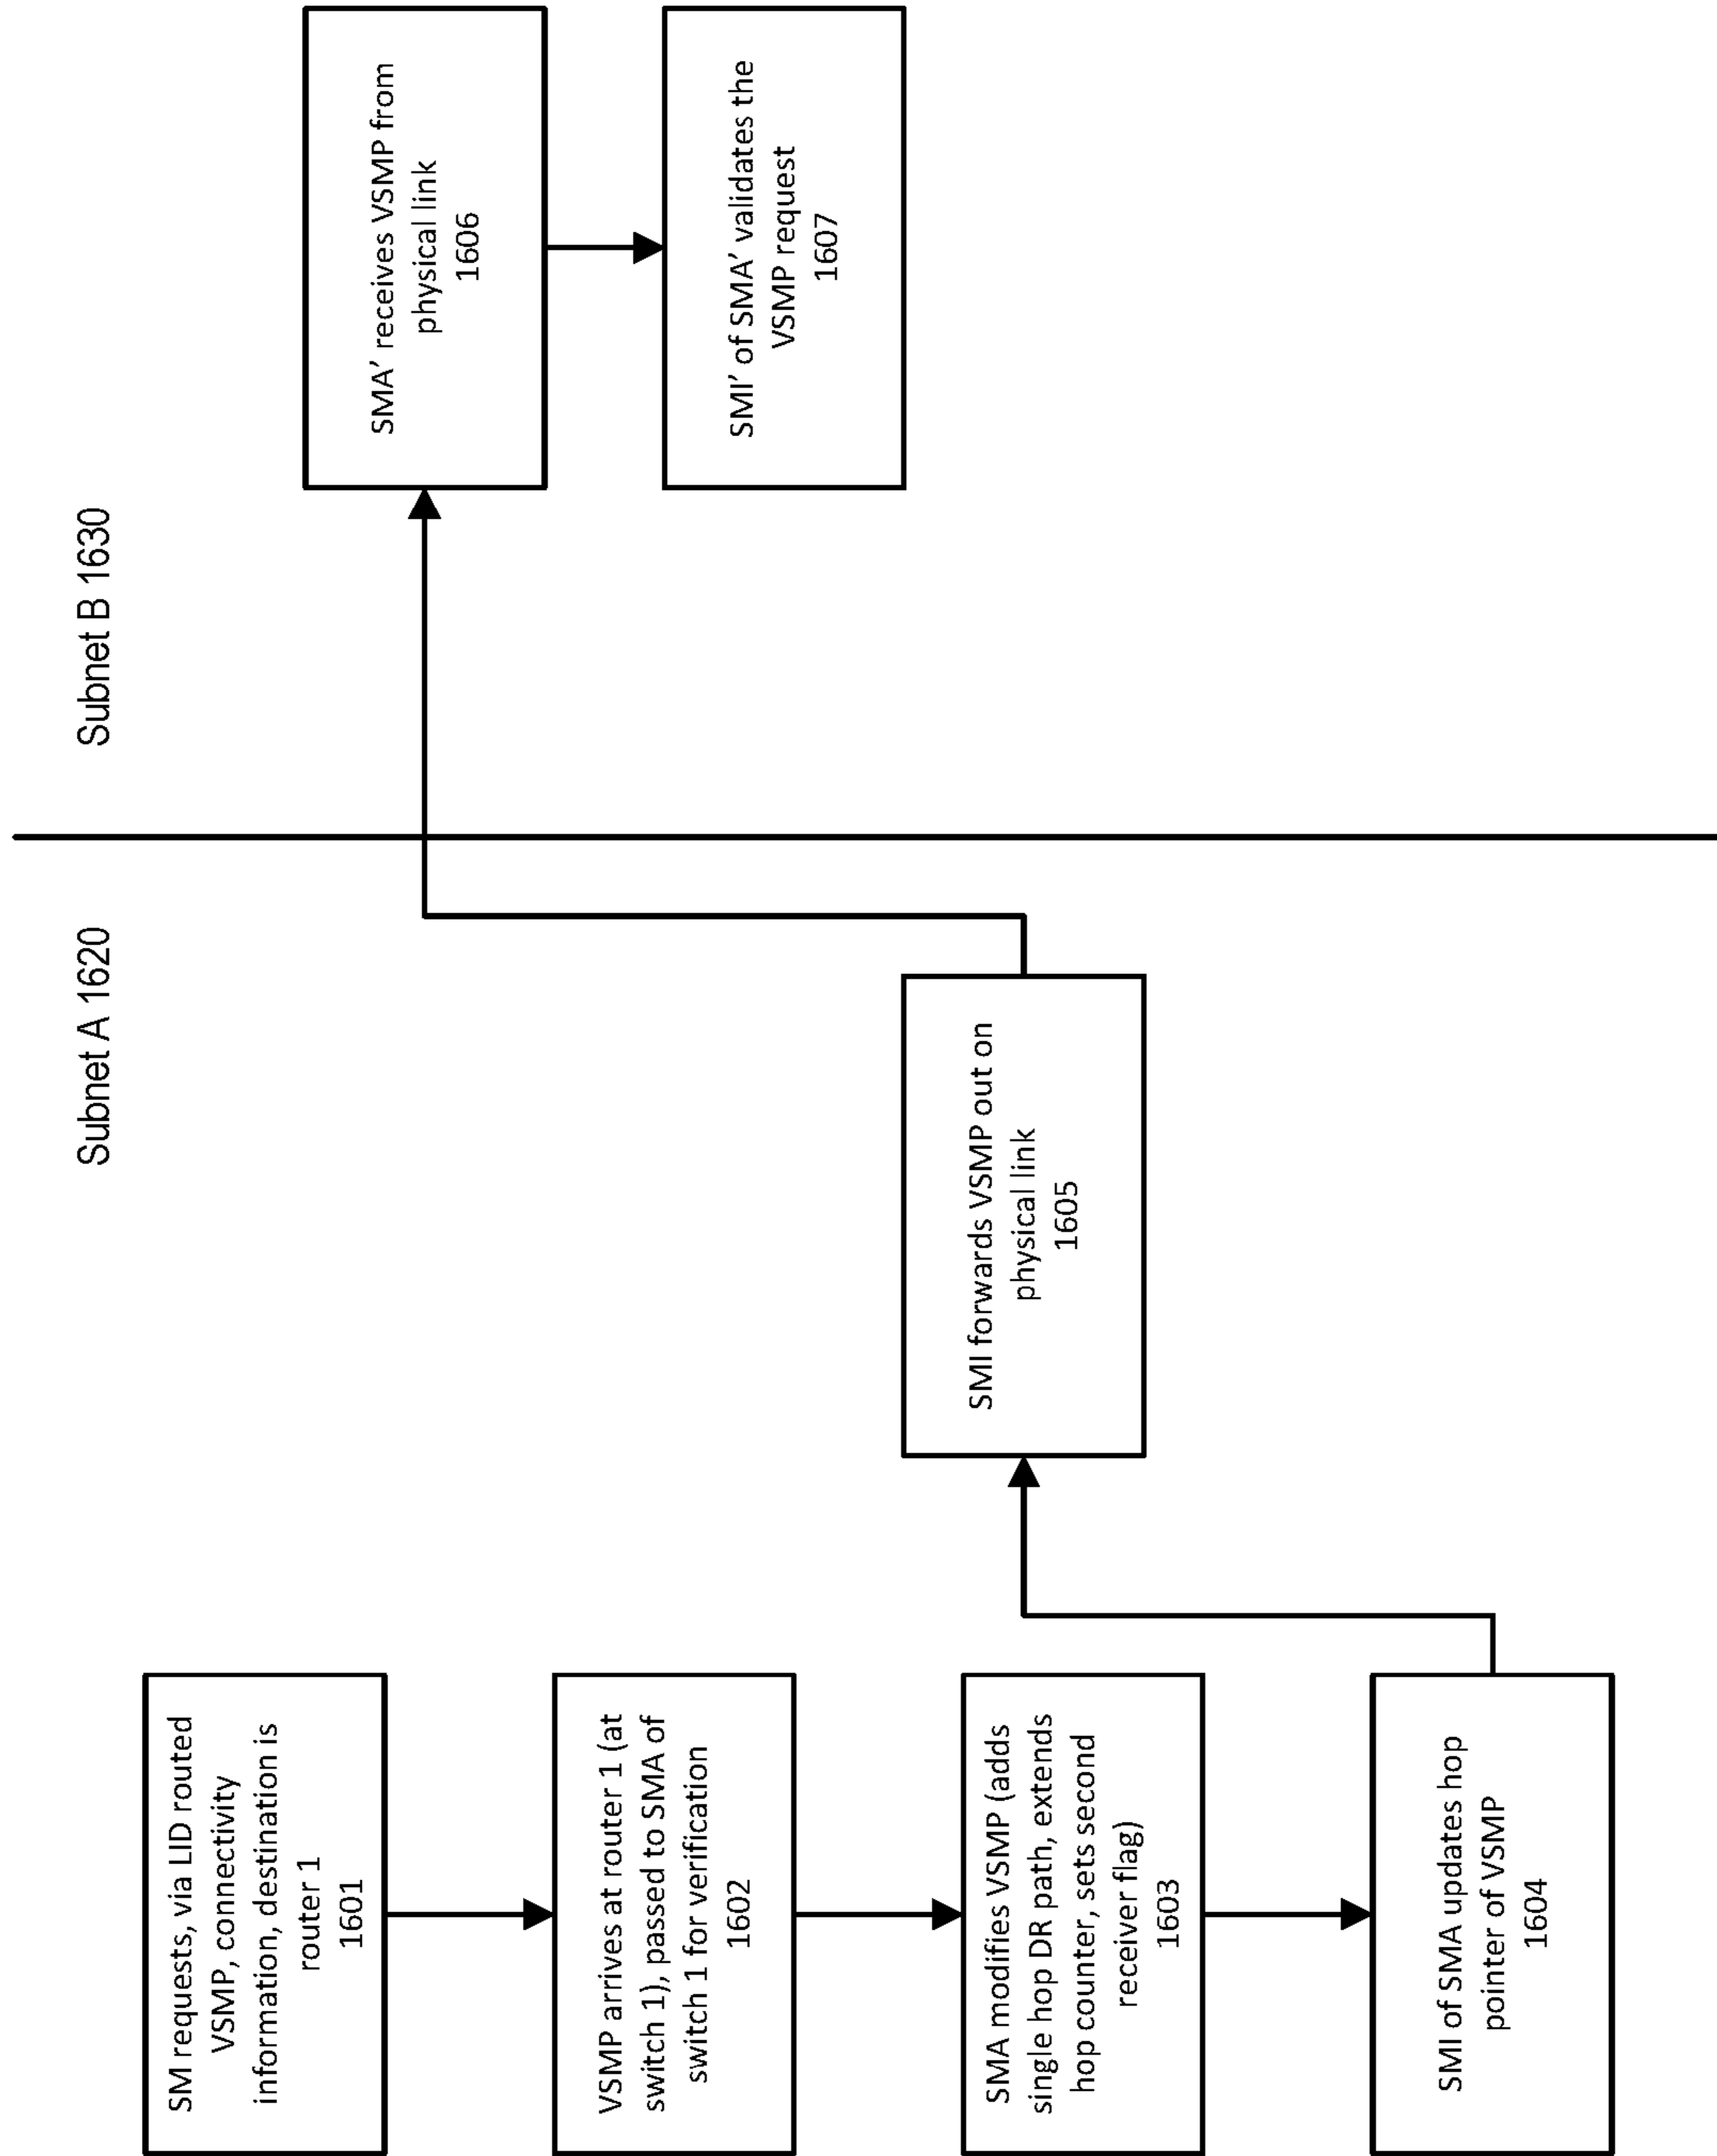 Subnet A 1620
Subnet B 1630
SM requests, via LID routed
VSMP, connectivity
information, destination is
router 1
1601
VSMP arrives at router 1 (at
switch 1), passed to SMA of
switch 1 for verification
1602
SMA modifies VSMP (adds
single hop DR path, extends
hop counter, sets second
receiver flag)
1603
SMI of SMA updates hop
pointer of VSMP
1604
SMI forwards VSMP out on
physical link
1605
SMA’ receives VSMP from
physical link
1606
SMI’ of SMA’ validates the
VSMP request
1607